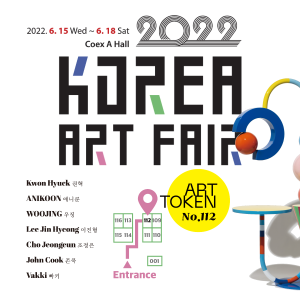 2022. 6. 15 Wed ~ 6. 18 Sat
Coex A Hall
2022
KOREA
ART FAIR
Kwon Hyuek 권혁
ANIKOON 애니쿤
WOOJING 우징
Lee Jin Hyeong 이진형
Cho Jeongeun 조정은
John Cook 존쿡
Vakki 빠키
ART
TOKEN
No,112
116 113 112 109
115 114 111 110
001
Entrance